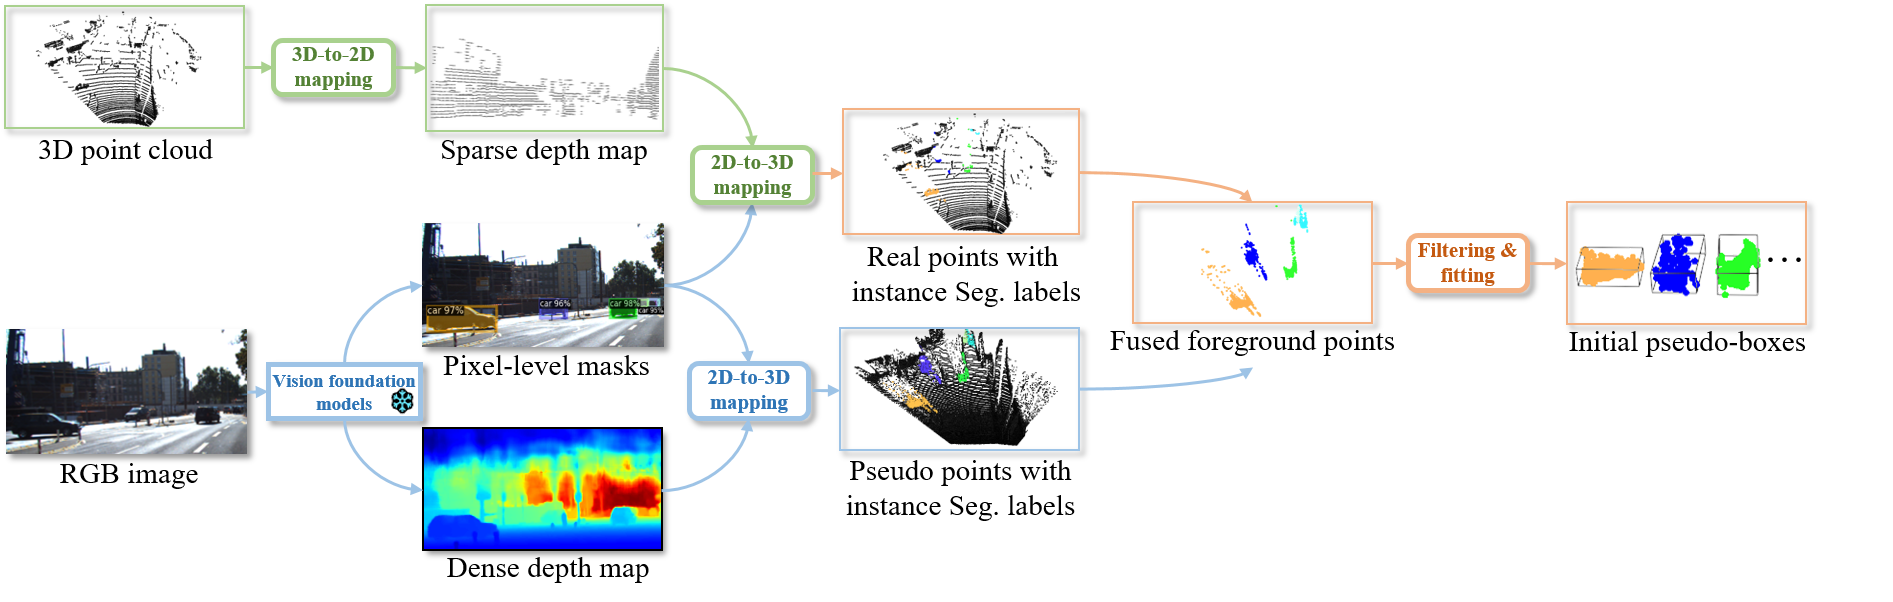 3D-to-2D
mapping
3D point cloud
Sparse depth map
2D-to-3D
mapping
Real points with
instance Seg. labels
car 97%
car 96%
car 98%
car 95%
Pixel-level masks
Vision foundation
models
RGB image
2D-to-3D
mapping
Dense depth map
Pseudo points with
instance Seg. labels
Fused foreground points
Filtering &
fitting
...
Initial pseudo-boxes